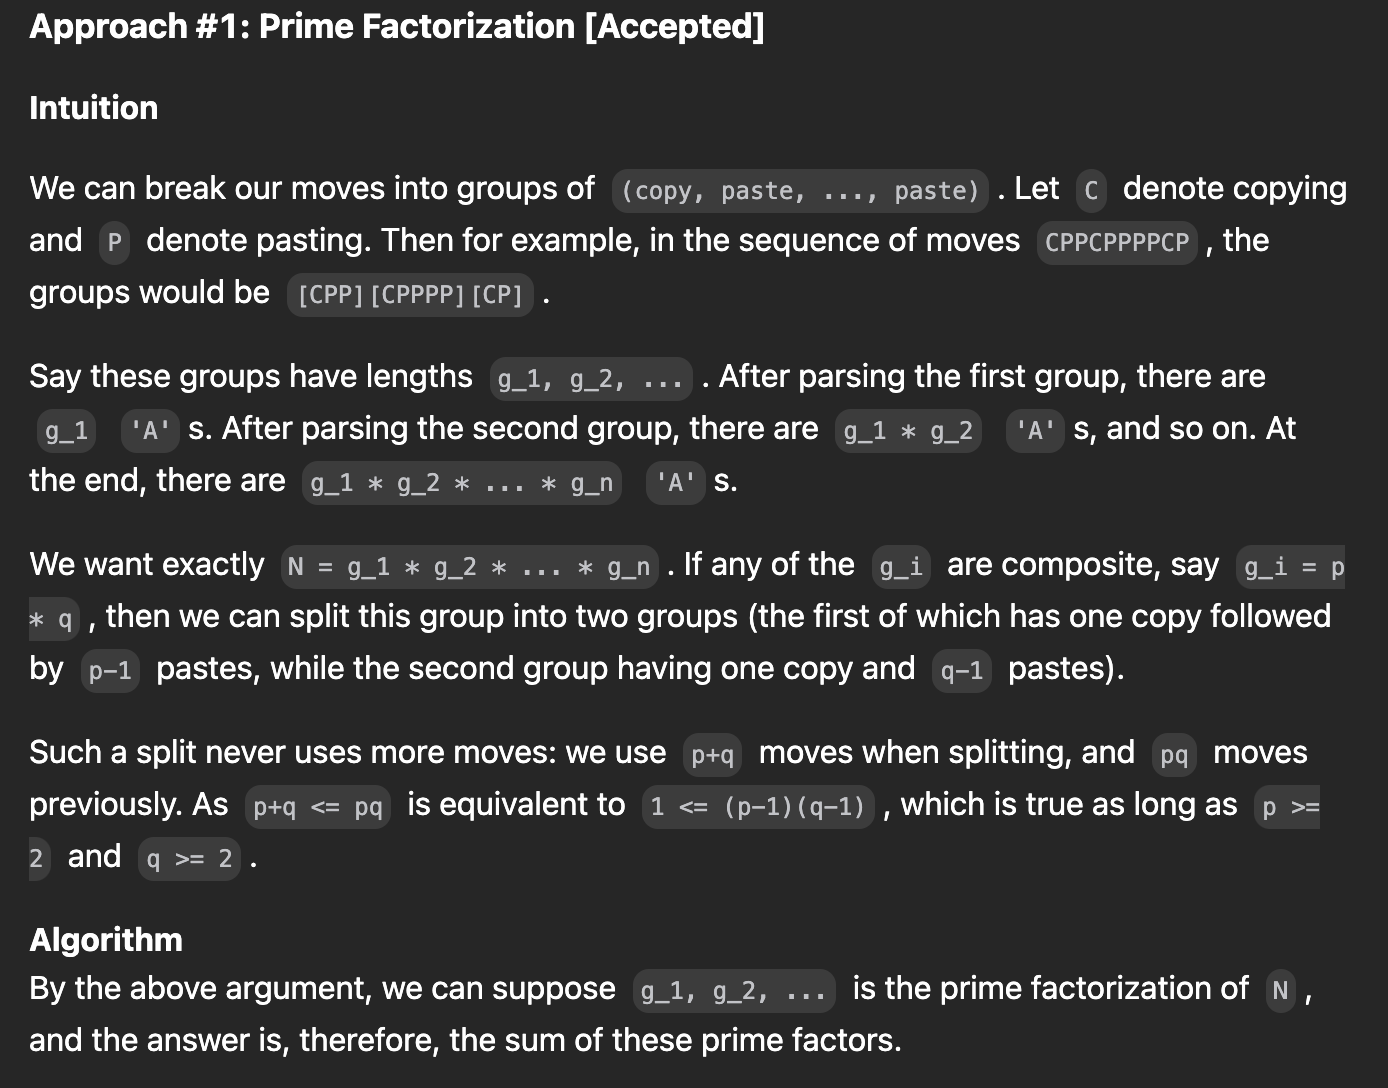 Approach #1: Prime Factorization [Accepted]
Intuition
We can break our moves into groups of (copy, paste, ..., paste) . Let C denote copying
and P denote pasting. Then for example, in the sequence of moves CPPCPPPPCP , the
groups would be [CPP][CPPPP][CP] .
Say these groups have lengths g_1, g_2, ... . After parsing the first group, there are
g_1 'A' s. After parsing the second group, there are g_1 * g_2 'A' s, and so on. At
the end, there are g_1 * g_2 * ... * g_n 'A' s.
We want exactly N = g_1 * g_2 * ... * g_n . If any of the g_i are composite, say g_i = p
* q , then we can split this group into two groups (the first of which has one copy followed
by p-1 pastes, while the second group having one copy and q-1 pastes).
Such a split never uses more moves: we use p+q moves when splitting, and pq moves
previously. As p+q <= pq is equivalent to 1 <= (p-1)(q-1) , which is true as long as p >=
2 and q >= 2 .
Algorithm
By the above argument, we can suppose g_1, g_2, ... is the prime factorization of N ,
and the answer is, therefore, the sum of these prime factors.